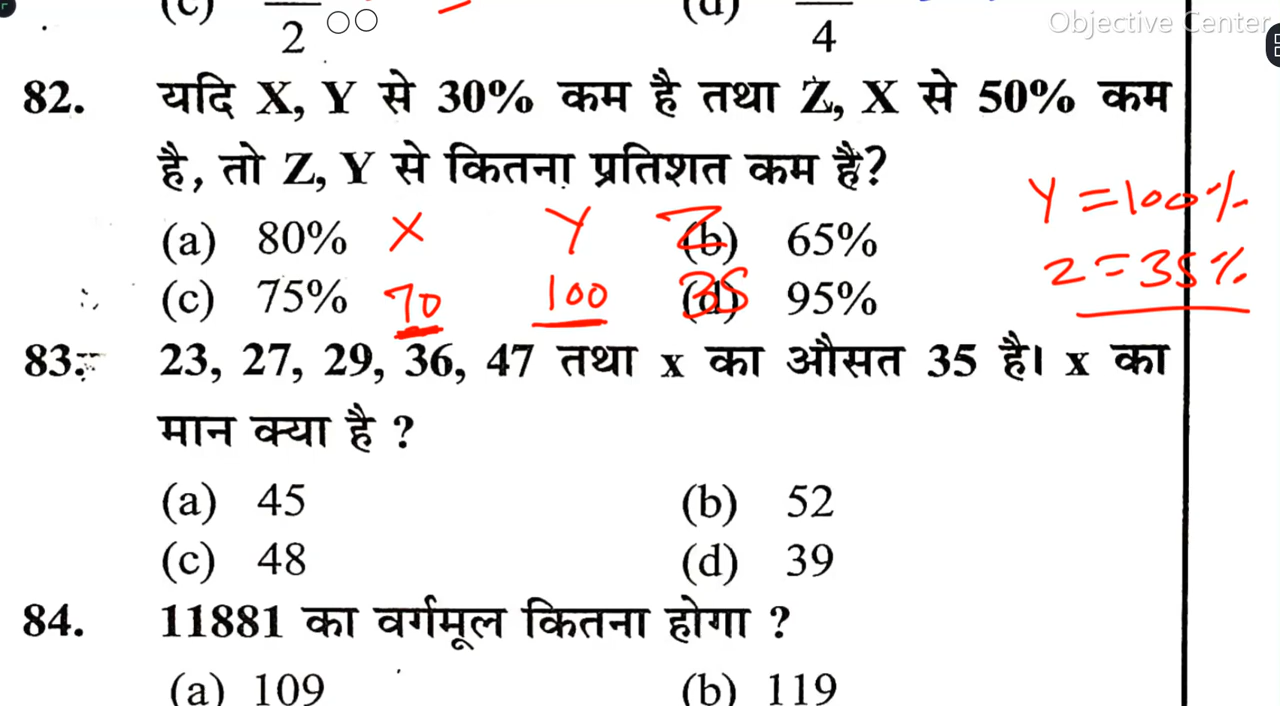 (c) 2 (d) 4
Objective Center
82. यदि X, Y से 30% कम है तथा Z, X से 50% कम
है, तो Z, Y से कितना प्रतिशत कम है?
Y = 100%
(a) 80% X Y Z (b) 65%
Z = 35%
(c) 75% 70 100 35 (d) 95%
83. 23, 27, 29, 36, 47 तथा x का औसत 35 है। x का
मान क्या है ?
(a) 45 (b) 52
(c) 48 (d) 39
84. 11881 का वर्गमूल कितना होगा ?
(a) 109 (b) 119